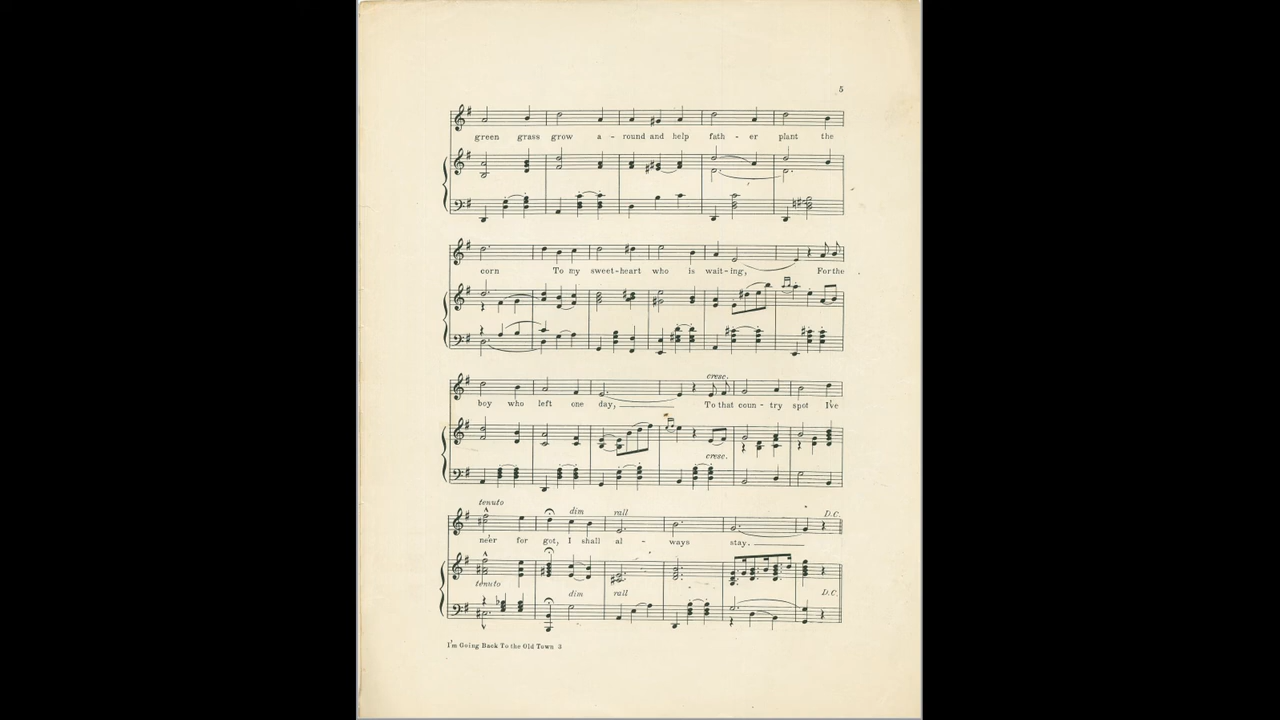 5
green grass grow a - round and help fath - er plant the
corn To my sweet-heart who is wait-ing, For the
cresc.
boy who left one day, To that coun - try spot I've
cresc.
tenuto
dim rall D.C.
ne'er for got, I shall al - ways stay.
tenuto
dim rall D.C.
I'm Going Back To the Old Town 3